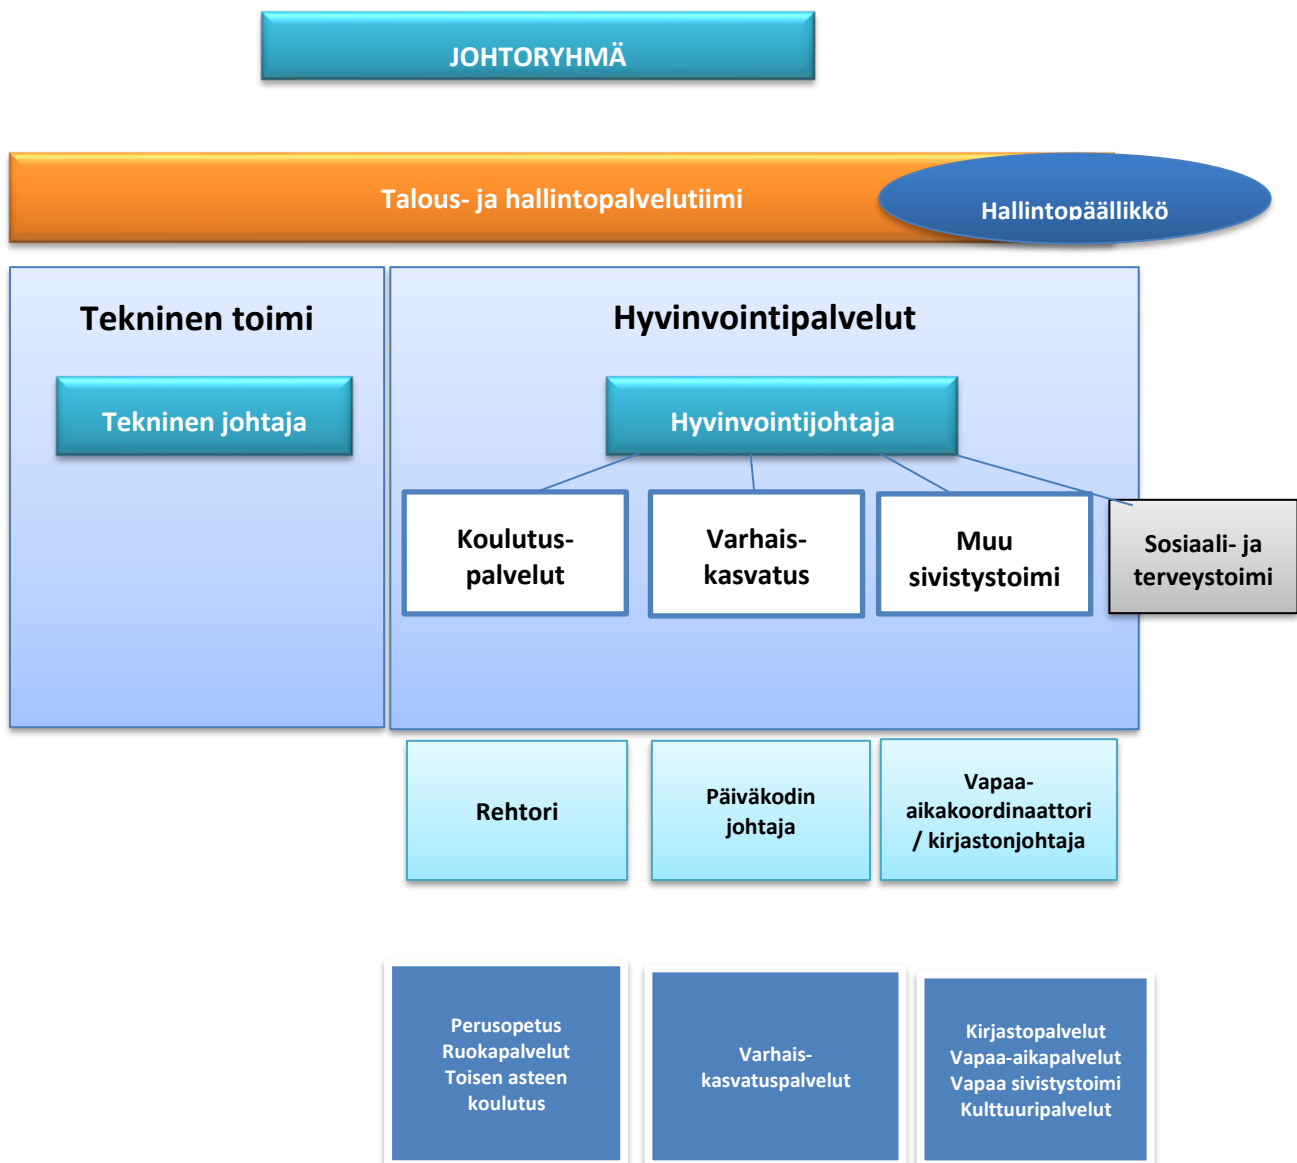 JOHTORYHMÄ
Talous- ja hallintopalvelutiimi
Hallintopäällikkö
Tekninen toimi
Hyvinvointipalvelut
Tekninen johtaja
Hyvinvointijohtaja
Koulutus-
palvelut
Varhais-
kasvatus
Muu
sivistystoimi
Sosiaali- ja
terveystoimi
Rehtori
Päiväkodin
johtaja
Vapaa-
aikakoordinaattori
/ kirjastonjohtaja
Perusopetus
Ruokapalvelut
Toisen asteen
koulutus
Varhais-
kasvatuspalvelut
Kirjastopalvelut
Vapaa-aikapalvelut
Vapaa sivistystoimi
Kulttuuripalvelut